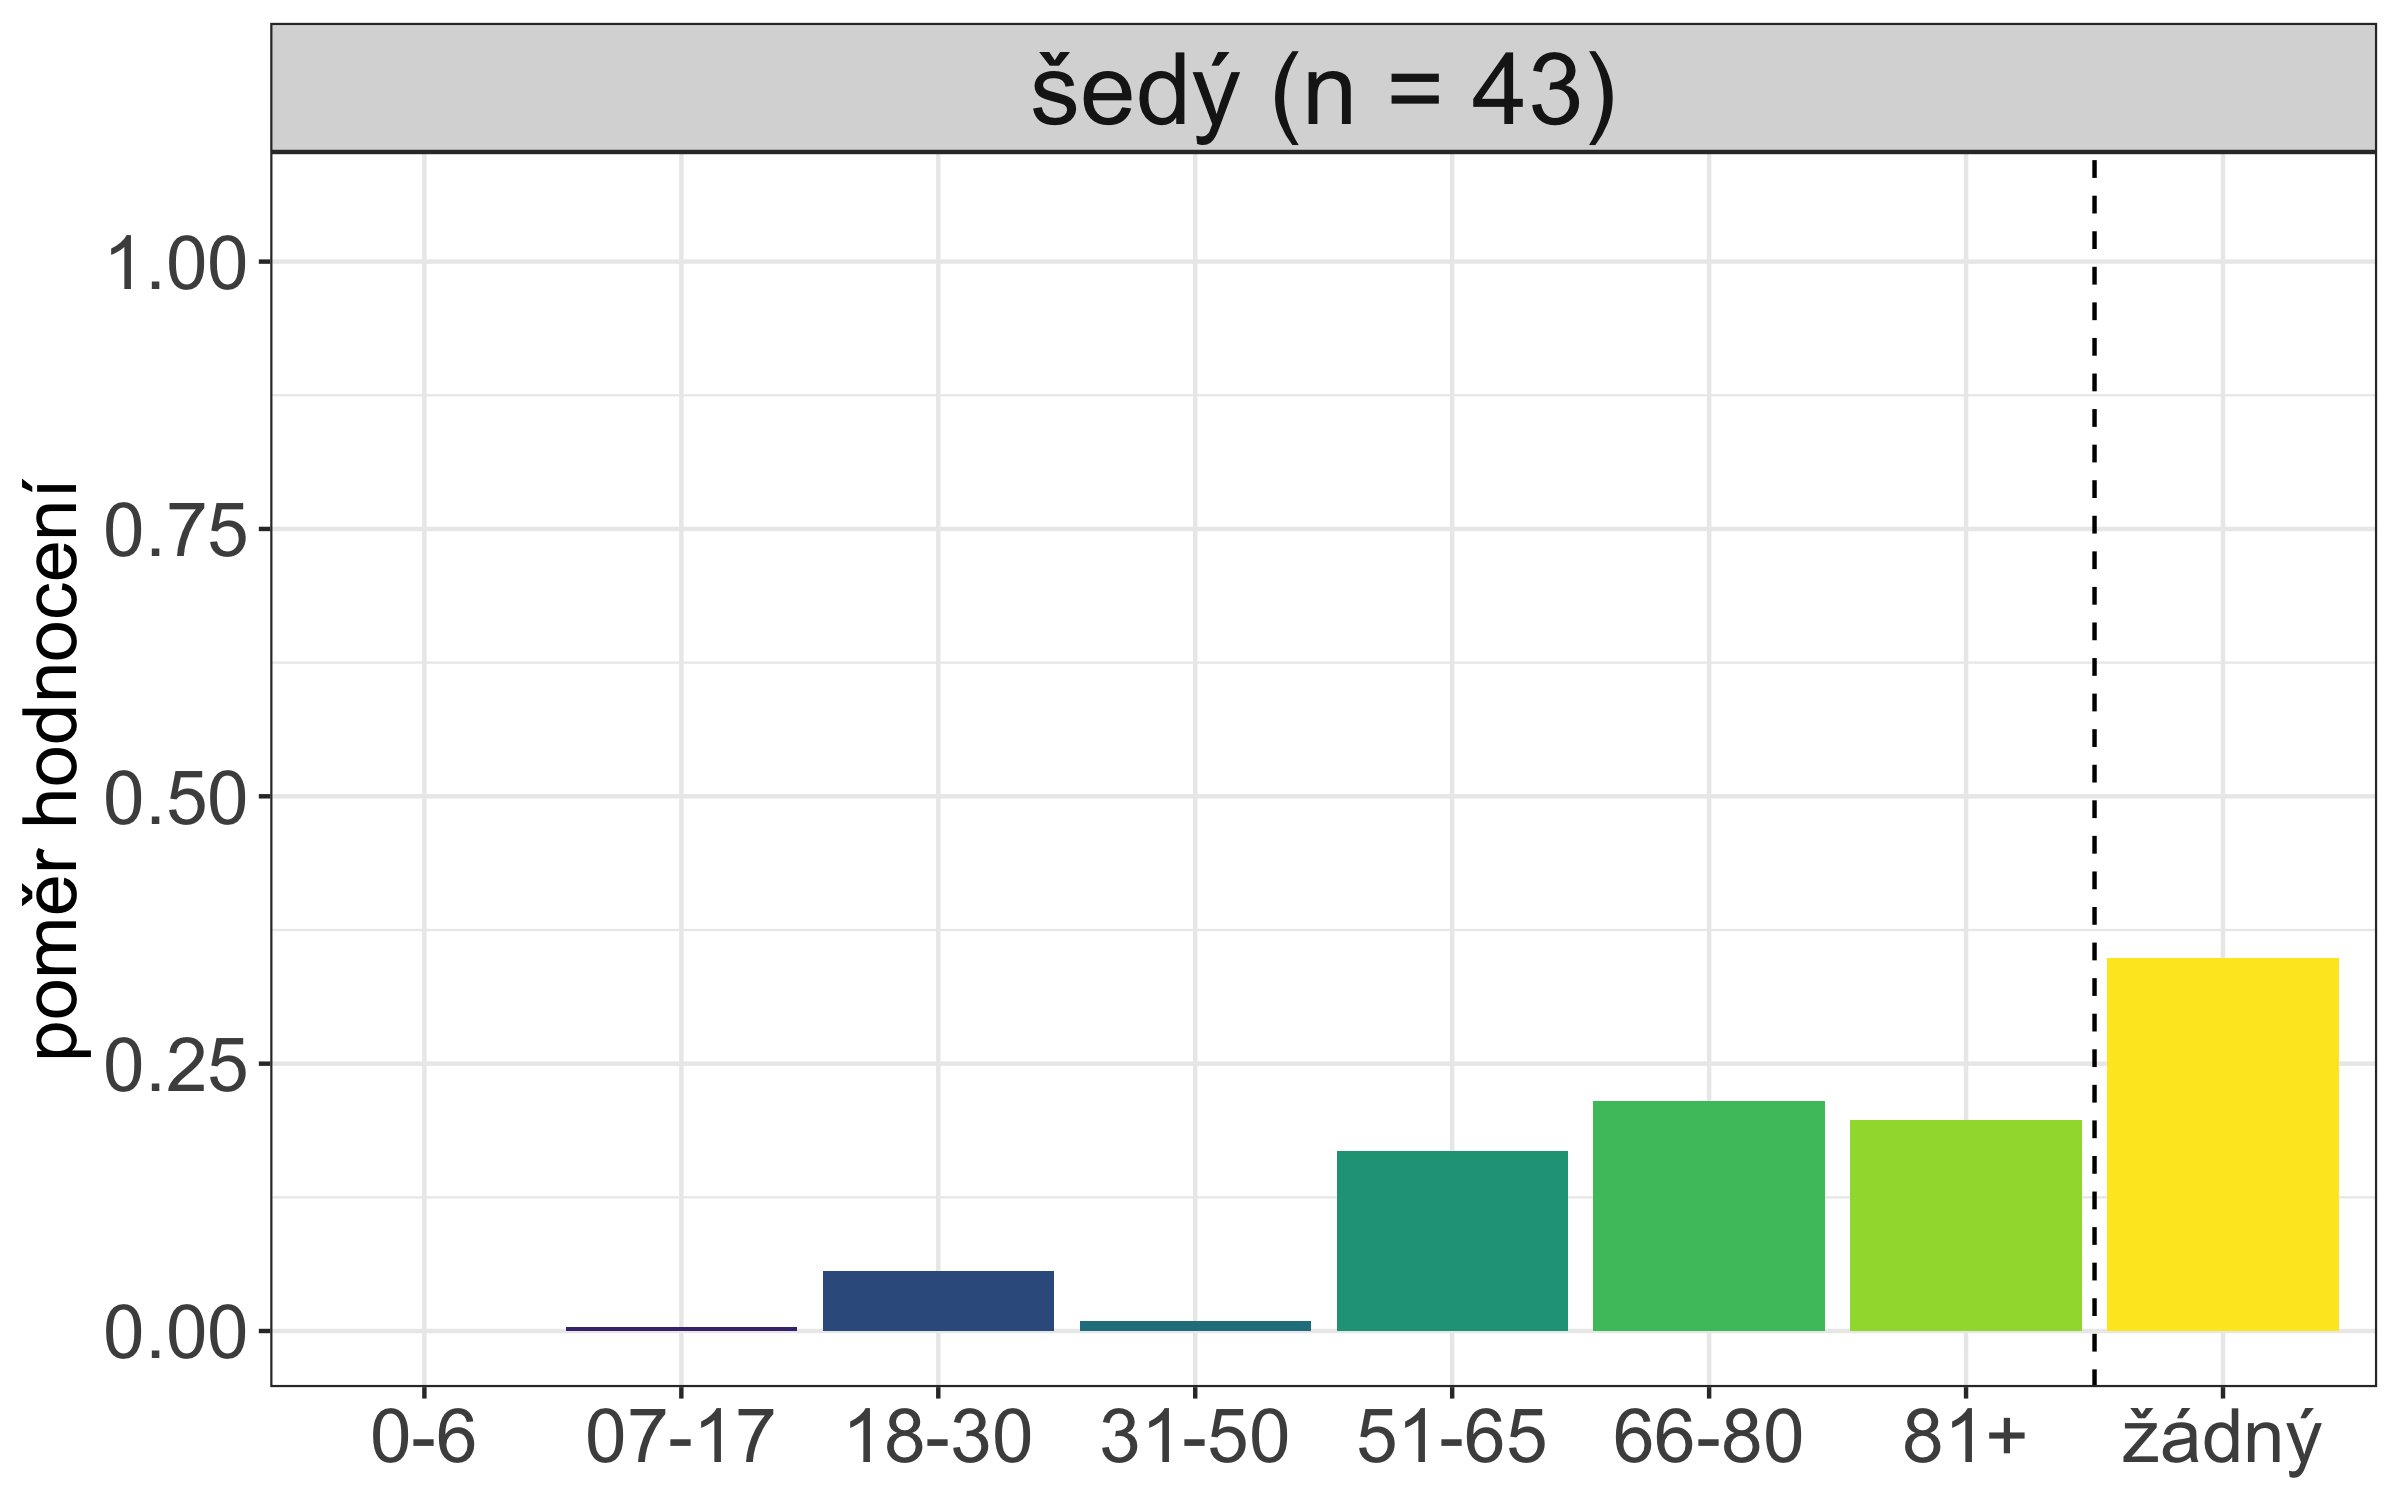 šedý (n = 43)
poměr hodnocení
1.00
0.75
0.50
0.25
0.00
0-6 07-17 18-30 31-50 51-65 66-80 81+ žádný